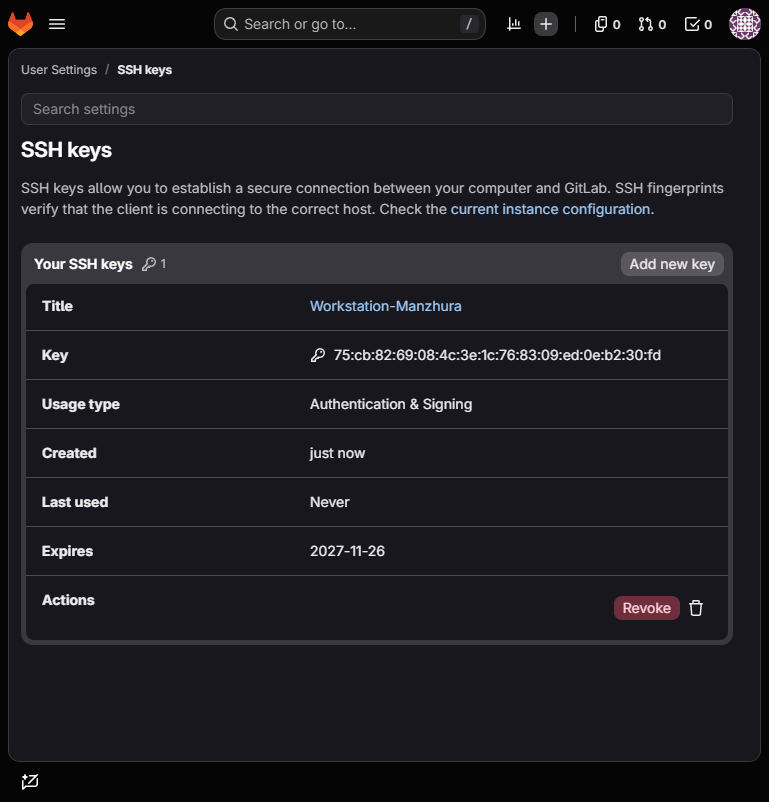 Search or go to... /
0 0 0
User Settings / SSH keys
Search settings
SSH keys
SSH keys allow you to establish a secure connection between your computer and GitLab. SSH fingerprints
verify that the client is connecting to the correct host. Check the current instance configuration.
Your SSH keys 1 Add new key
Title Workstation-Manzhura
Key 75:cb:82:69:08:4c:3e:1c:76:83:09:ed:0e:b2:30:fd
Usage type Authentication & Signing
Created just now
Last used Never
Expires 2027-11-26
Actions Revoke